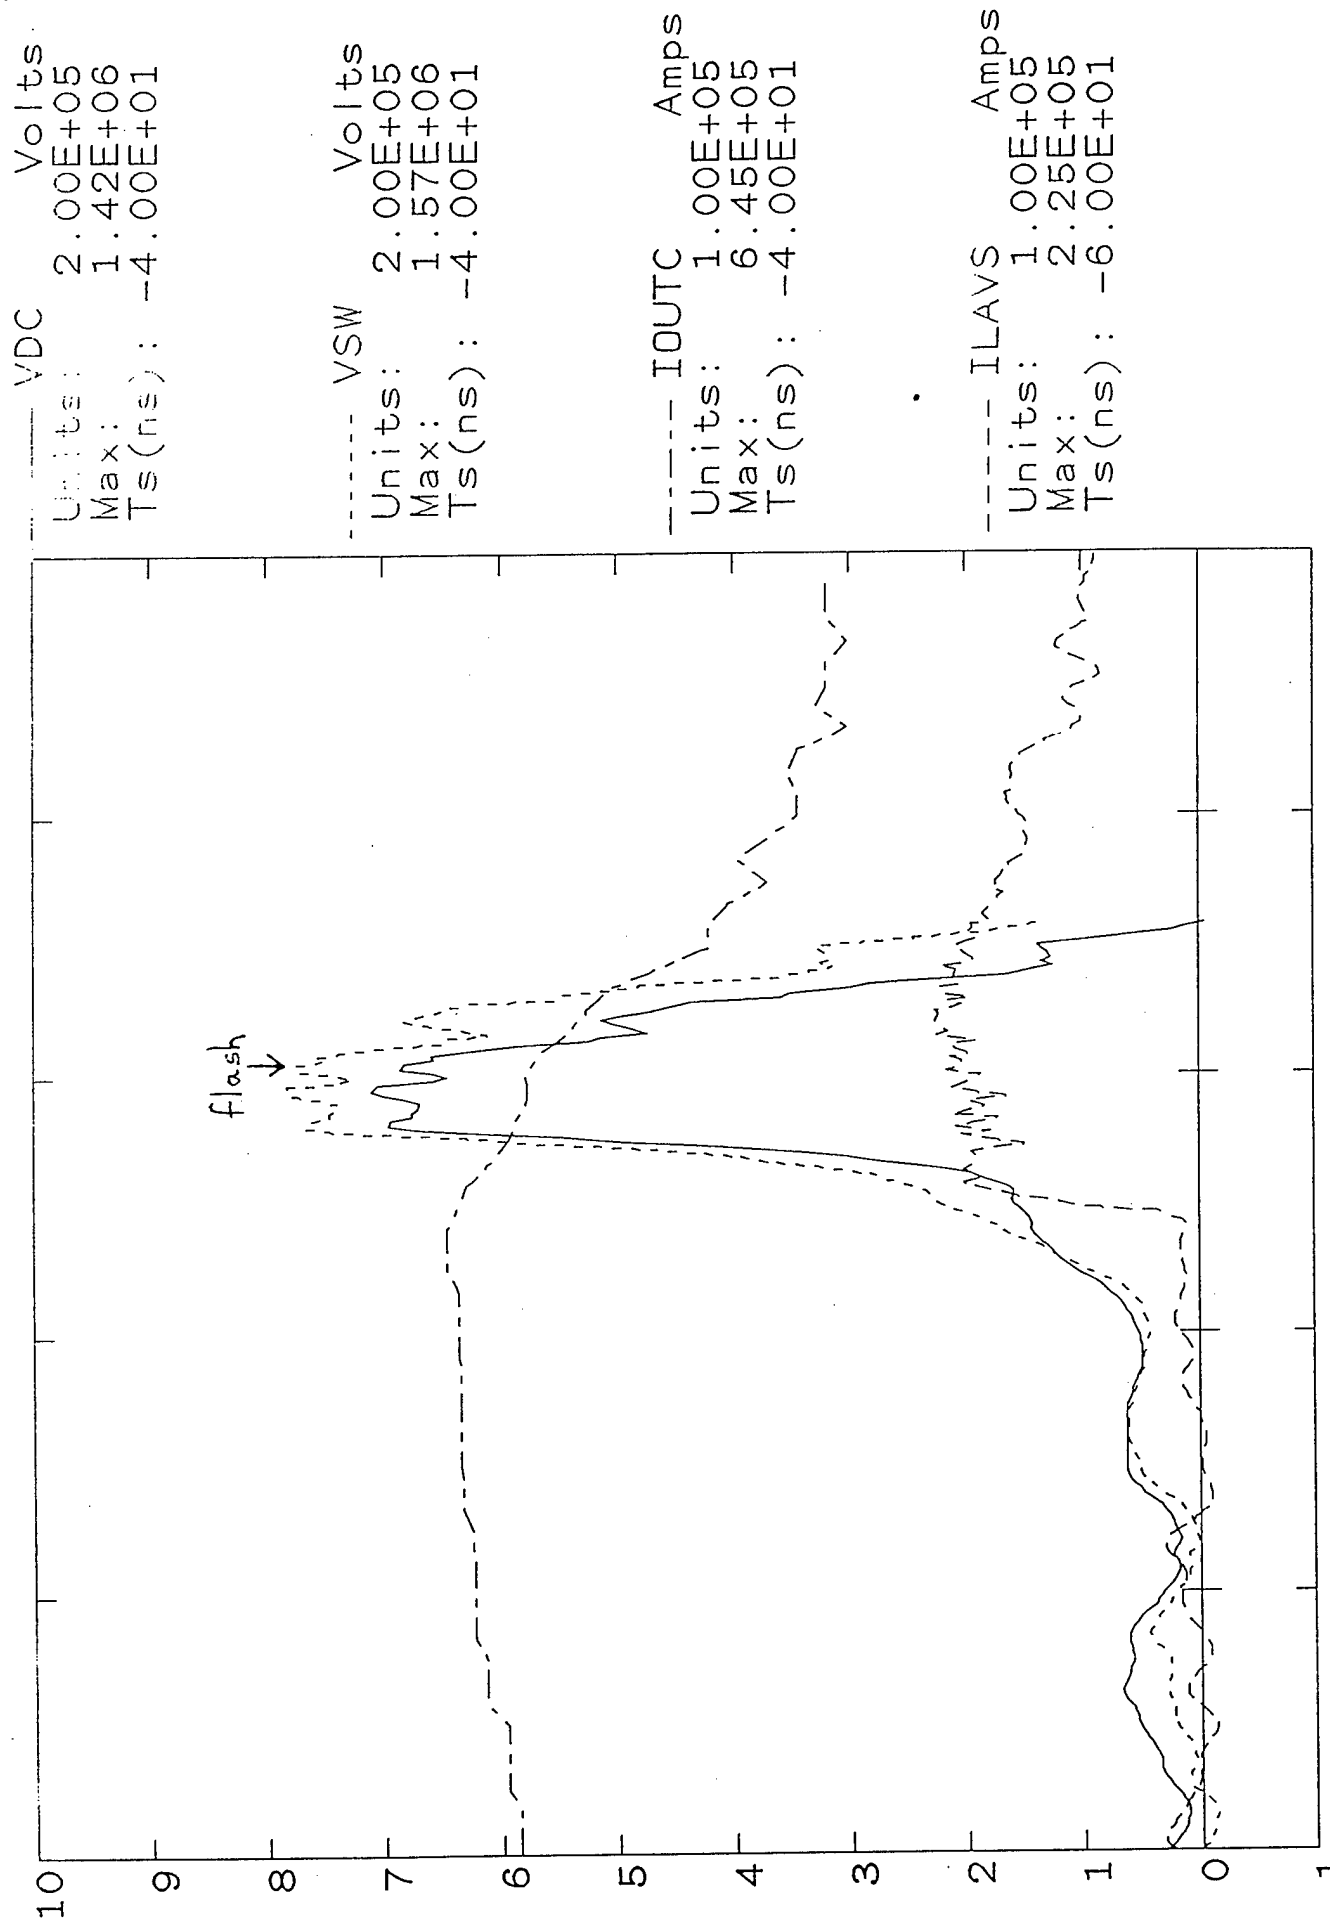 VDC Volts
Units: 2.00E+05
Max: 1.42E+06
Ts(ns): -4.00E+01
VSW Volts
Units: 2.00E+05
Max: 1.57E+06
Ts(ns): -4.00E+01
IOUTC Amps
Units: 1.00E+05
Max: 6.45E+05
Ts(ns): -4.00E+01
ILAVS Amps
Units: 1.00E+05
Max: 2.25E+05
Ts(ns): -6.00E+01
flash
10
9
8
7
6
5
4
3
2
1
0
1